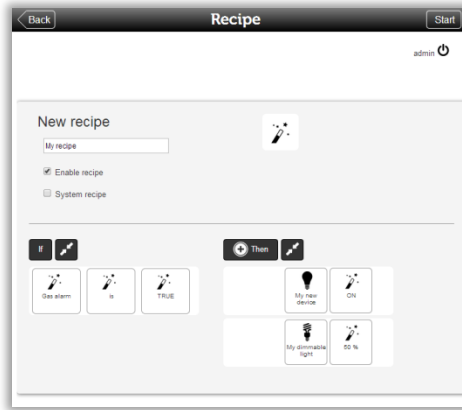 Back Recipe Start
admin
New recipe
My recipe
Enable recipe
System recipe
If Then
Gas alarm is TRUE
My new device ON
My dimmable light 50 %